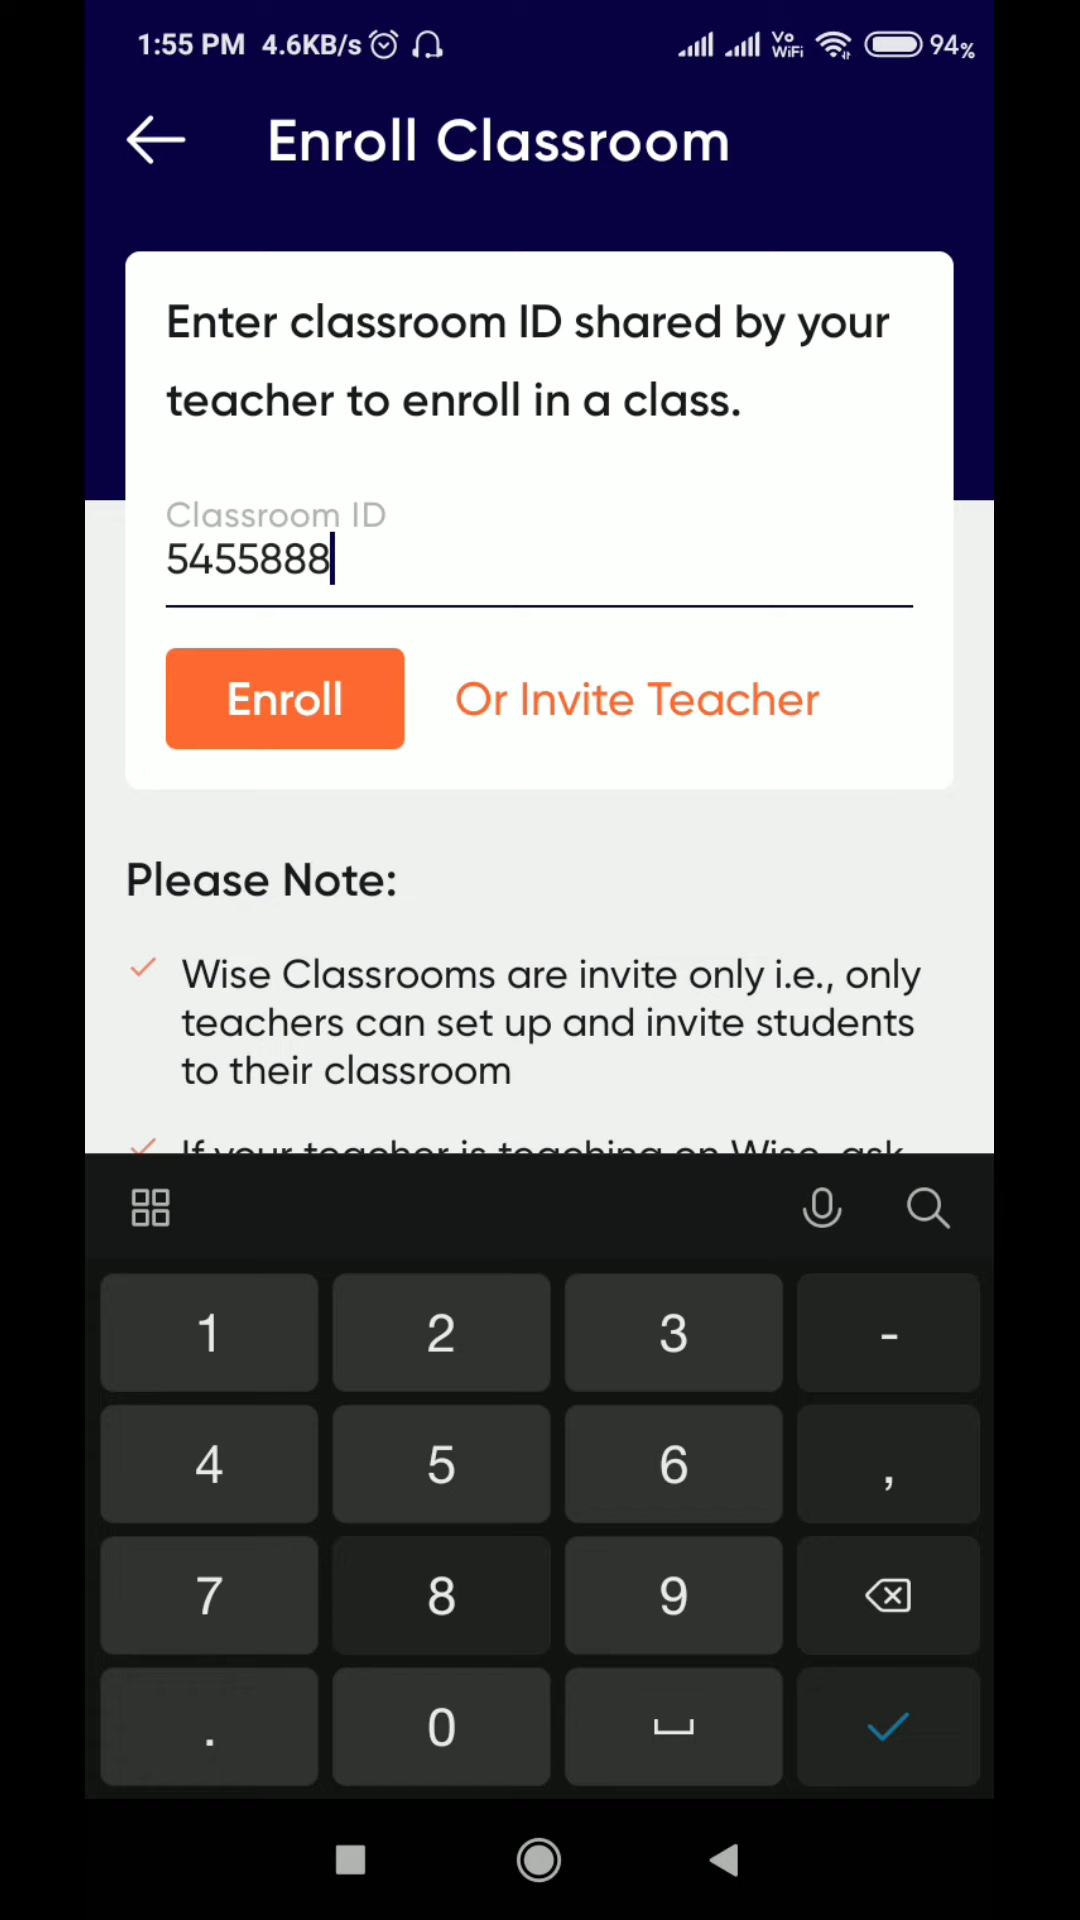 1:55 PM 4.6KB/s Vo WiFi 94%
Enroll Classroom
Enter classroom ID shared by your
teacher to enroll in a class.
Classroom ID
5455888
Enroll Or Invite Teacher
Please Note:
Wise Classrooms are invite only i.e., only
teachers can set up and invite students
to their classroom
If your teacher is teaching on Wise, ask
1 2 3 -
4 5 6 ,
7 8 9
. 0